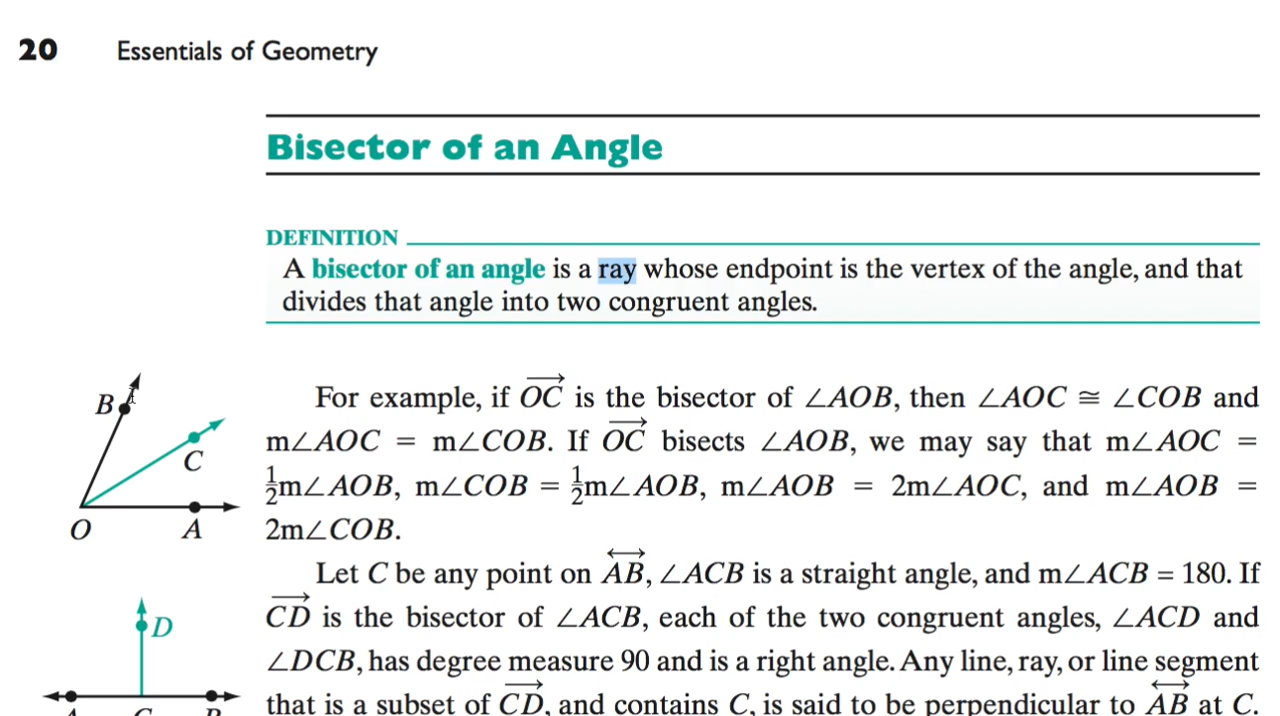 20 Essentials of Geometry
Bisector of an Angle
DEFINITION
A bisector of an angle is a ray whose endpoint is the vertex of the angle, and that
divides that angle into two congruent angles.
B
C
O A
For example, if OC⃗ is the bisector of ∠AOB, then ∠AOC ≅ ∠COB and
m∠AOC = m∠COB. If OC⃗ bisects ∠AOB, we may say that m∠AOC =
½m∠AOB, m∠COB = ½m∠AOB, m∠AOB = 2m∠AOC, and m∠AOB =
2m∠COB.
Let C be any point on AB⃡, ∠ACB is a straight angle, and m∠ACB = 180. If
CD⃗ is the bisector of ∠ACB, each of the two congruent angles, ∠ACD and
∠DCB, has degree measure 90 and is a right angle. Any line, ray, or line segment
that is a subset of CD⃗, and contains C, is said to be perpendicular to AB⃡ at C.
D
A C B